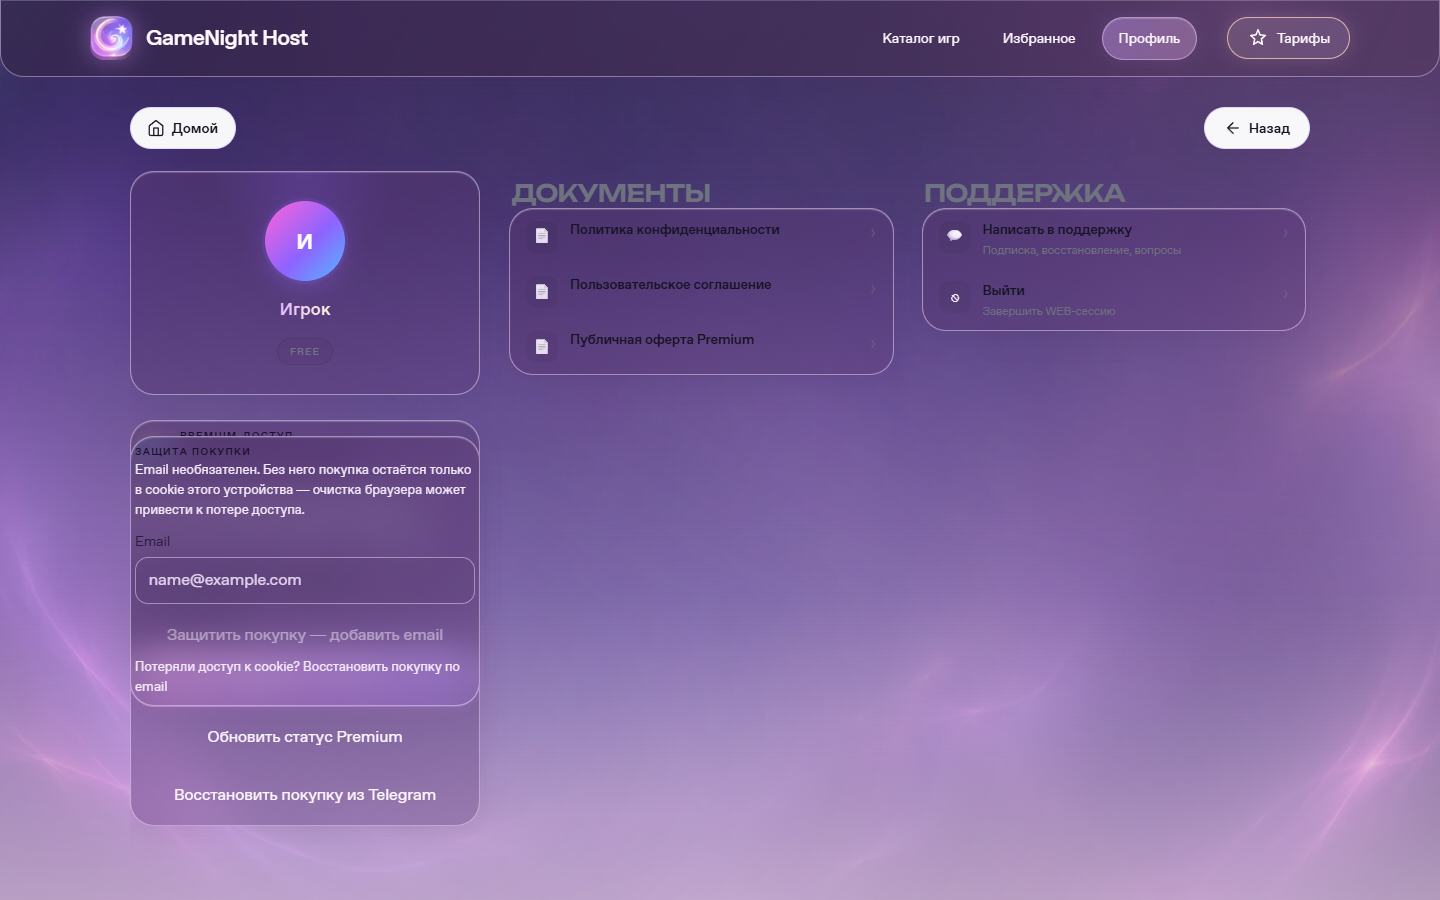 GameNight Host
Каталог игр
Избранное
Профиль
Тарифы
Домой
Назад
И
Игрок
FREE
ДОКУМЕНТЫ
Политика конфиденциальности
Пользовательское соглашение
Публичная оферта Premium
ПОДДЕРЖКА
Написать в поддержку
Подписка, восстановление, вопросы
Выйти
Завершить WEB-сессию
PREMIUM ДОСТУП
ЗАЩИТА ПОКУПКИ
Email необязателен. Без него покупка остаётся только
в cookie этого устройства — очистка браузера может
привести к потере доступа.
Email
name@example.com
Защитить покупку — добавить email
Потеряли доступ к cookie? Восстановить покупку по
email
Обновить статус Premium
Восстановить покупку из Telegram